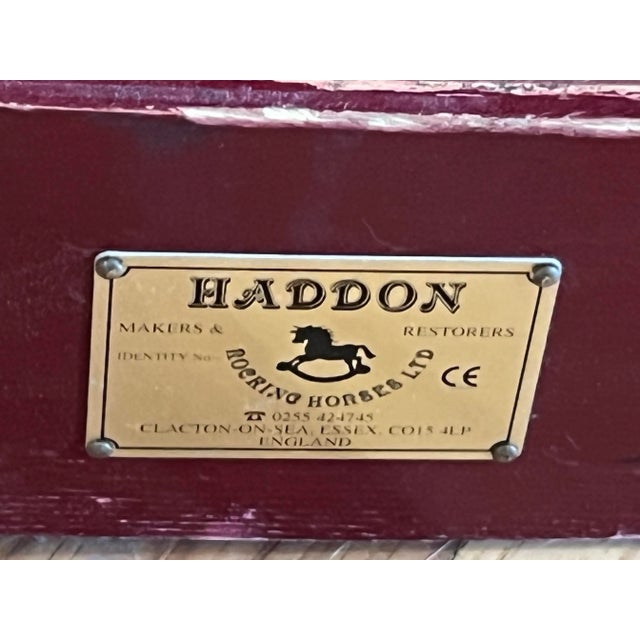 HADDON
MAKERS & RESTORERS
IDENTITY No
ROCKING HORSES LTD
CE
☎ 0255 424745
CLACTON-ON-SEA, ESSEX, CO15 4LP
ENGLAND